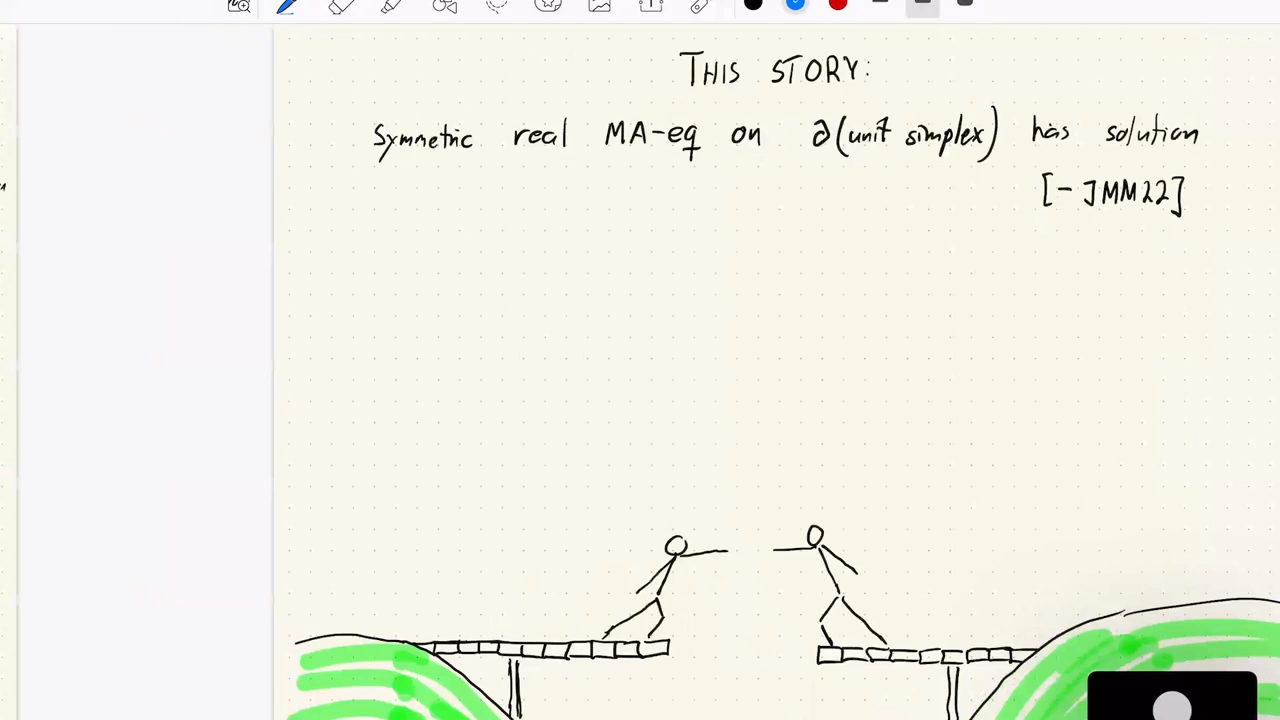 THIS STORY:
Symmetric real MA-eq on ∂(unit simplex) has solution
[-JMM22]